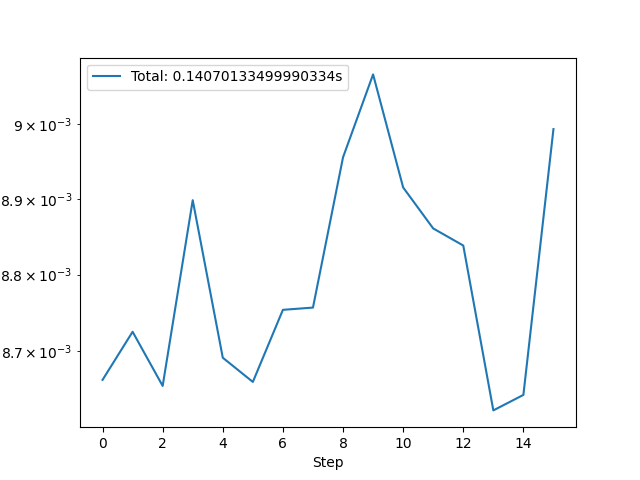 Total: 0.14070133499990334s
9 × 10⁻³
8.9 × 10⁻³
8.8 × 10⁻³
8.7 × 10⁻³
0 2 4 6 8 10 12 14
Step